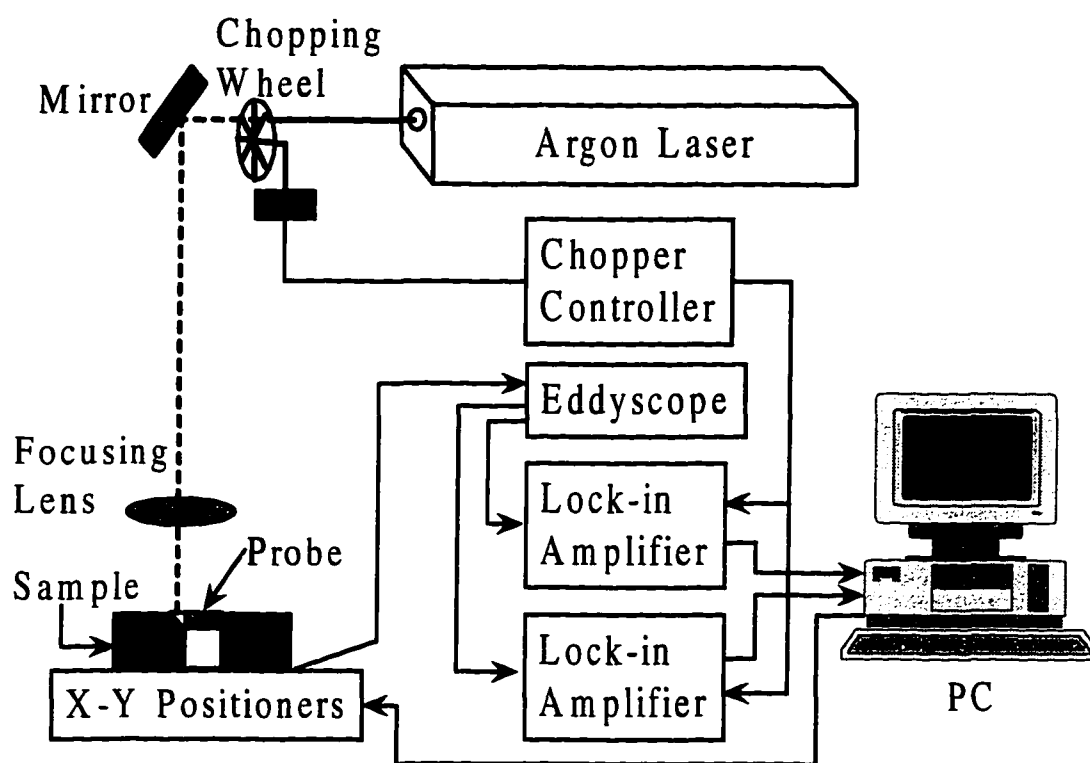 Chopping
Wheel
Mirror
Argon Laser
Chopper
Controller
Eddyscope
Focusing
Lens
Lock-in
Amplifier
Probe
Sample
Lock-in
Amplifier
X-Y Positioners
PC